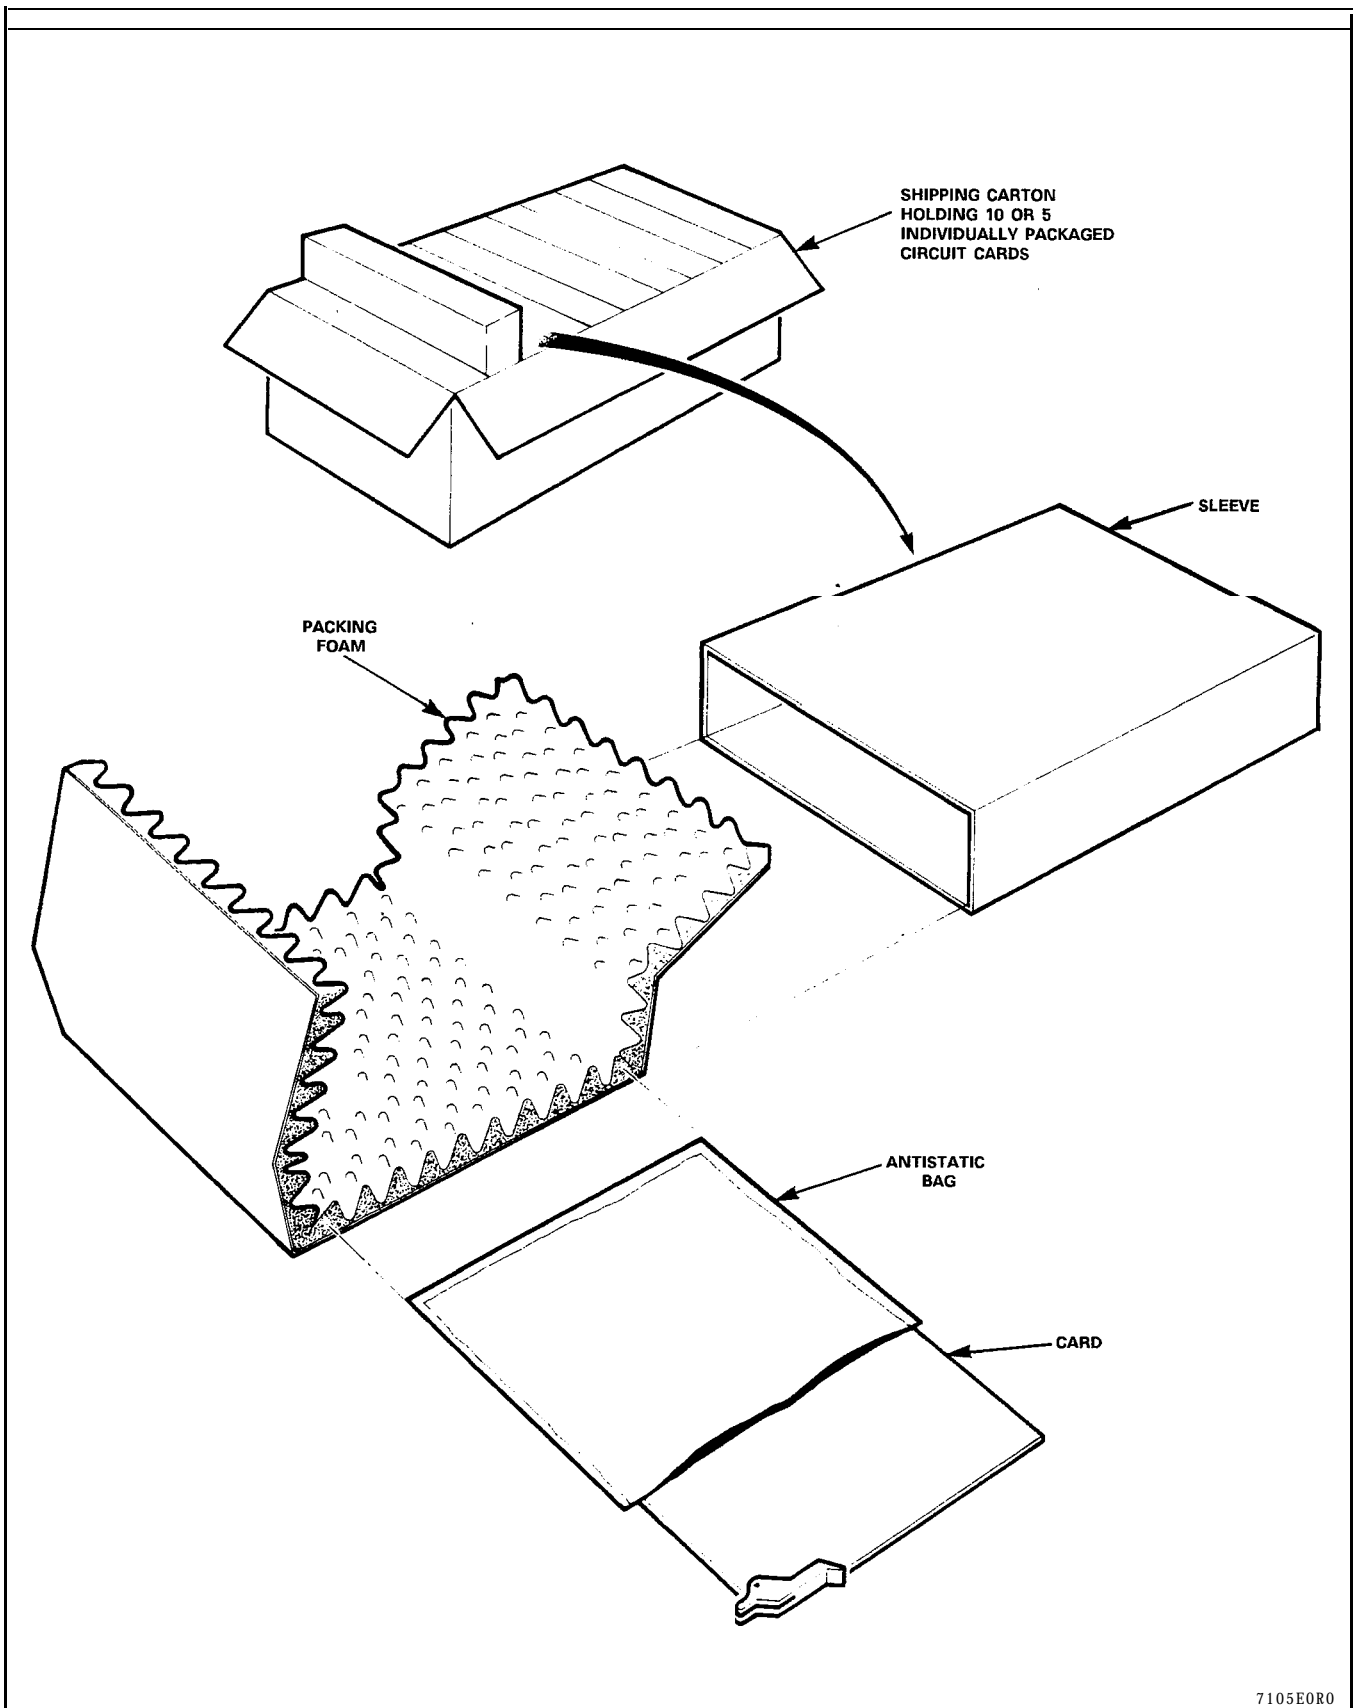 SHIPPING CARTON
HOLDING 10 OR 5
INDIVIDUALLY PACKAGED
CIRCUIT CARDS
SLEEVE
PACKING
FOAM
ANTISTATIC
BAG
CARD
7105E0R0